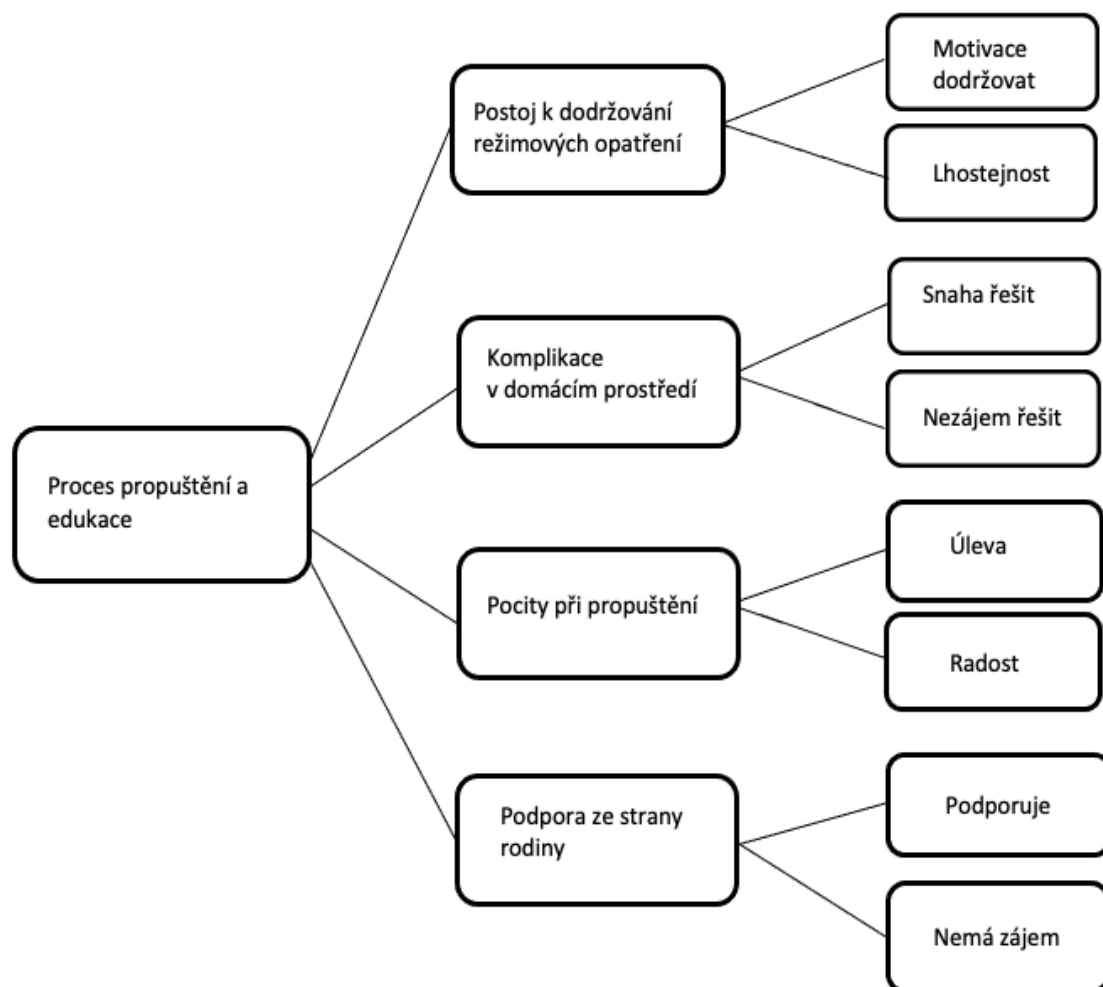 Motivace
dodržovat
Postoj k dodržování
režimových opatření
Lhostejnost
Snaha řešit
Komplikace
v domácím prostředí
Nezájem řešit
Proces propuštění a
edukace
Úleva
Pocity při propuštění
Radost
Podpora ze strany
rodiny
Podporuje
Nemá zájem